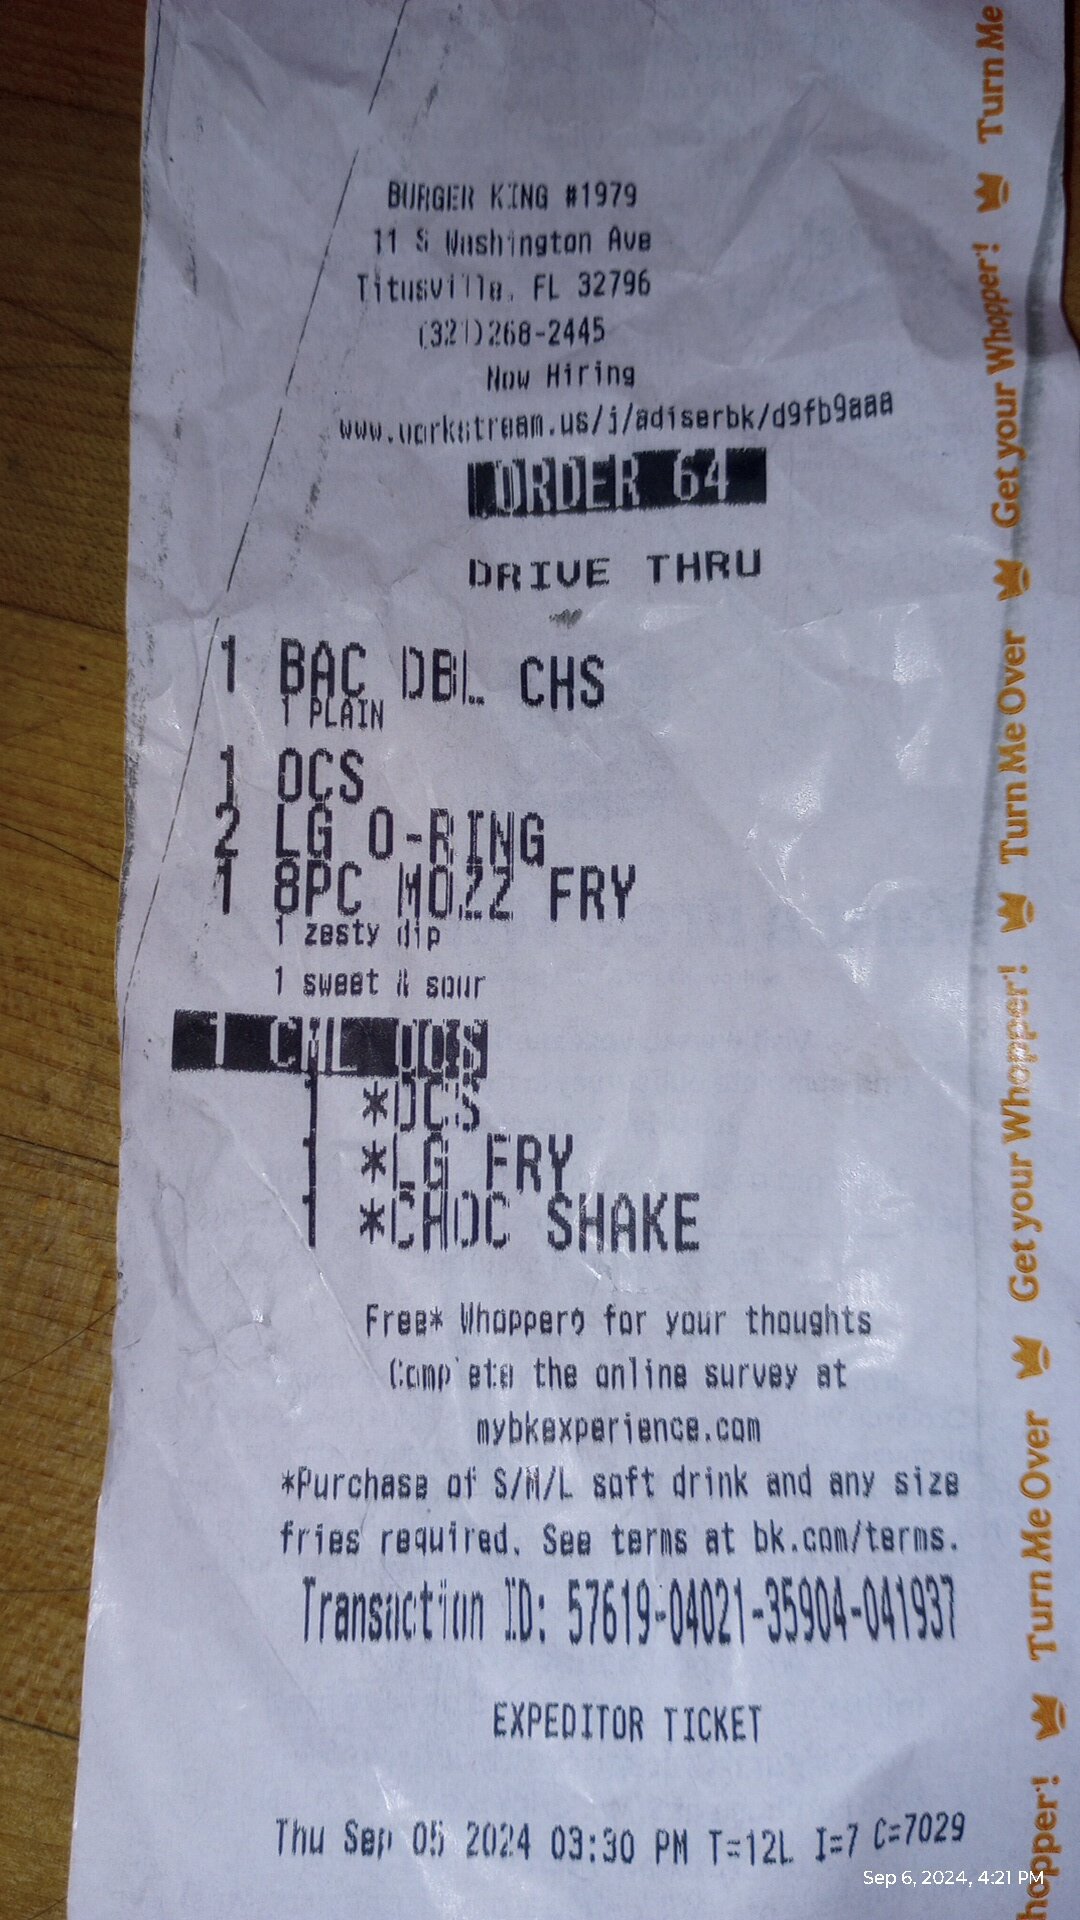 BURGER KING #1979
11 S Washington Ave
Titusville, FL 32796
(321)268-2445
Now Hiring
www.workstream.us/j/adiserbk/d9fb9aaa
ORDER 64
DRIVE THRU
1 BAC DBL CHS
1 PLAIN
1 OCS
2 LG O-RING
1 8PC MOZZ FRY
1 zesty dip
1 sweet & sour
1 CML OCS
1 *OCS
1 *LG FRY
1 *CHOC SHAKE
Free* Whopper® for your thoughts
Complete the online survey at
mybkexperience.com
*Purchase of S/M/L soft drink and any size
fries required. See terms at bk.com/terms.
Transaction ID: 57619-04021-35904-041937
EXPEDITOR TICKET
Thu Sep 05 2024 03:30 PM T=12L I=7 C=7029
Sep 6, 2024, 4:21 PM
Turn Me
Get your Whopper!
Turn Me Over
Get your Whopper!
Turn Me Over
hopper!